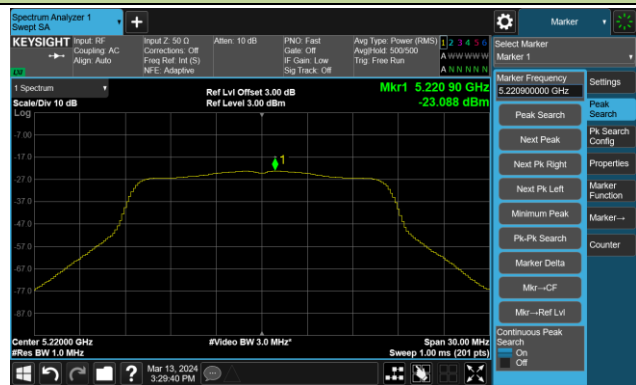 Spectrum Analyzer 1
Swept SA
Marker
KEYSIGHT
Input: RF
Coupling: AC
Align: Auto
Input Z: 50 Ω
Corrections: Off
Freq Ref: Int (S)
NFE: Adaptive
Atten: 10 dB
PNO: Fast
Gate: Off
IF Gain: Low
Sig Track: Off
Avg Type: Power (RMS)
Avg|Hold: 500/500
Trig: Free Run
1 2 3 4 5 6
A W W W W W
A N N N N N
LXI
Select Marker
Marker 1
1 Spectrum
Scale/Div 10 dB
Log
Ref Lvl Offset 3.00 dB
Ref Level 3.00 dBm
Mkr1 5.220 90 GHz
-23.088 dBm
1
-7.00
-17.0
-27.0
-37.0
-47.0
-57.0
-67.0
-77.0
-87.0
Center 5.22000 GHz
#Res BW 1.0 MHz
#Video BW 3.0 MHz*
Span 30.00 MHz
Sweep 1.00 ms (201 pts)
Marker Frequency
5.220900000 GHz
Peak Search
Next Peak
Next Pk Right
Next Pk Left
Minimum Peak
Pk-Pk Search
Marker Delta
Mkr→CF
Mkr→Ref Lvl
Continuous Peak
Search
On
Off
Settings
Peak
Search
Pk Search
Config
Properties
Marker
Function
Marker→
Counter
?
Mar 13, 2024
3:29:40 PM